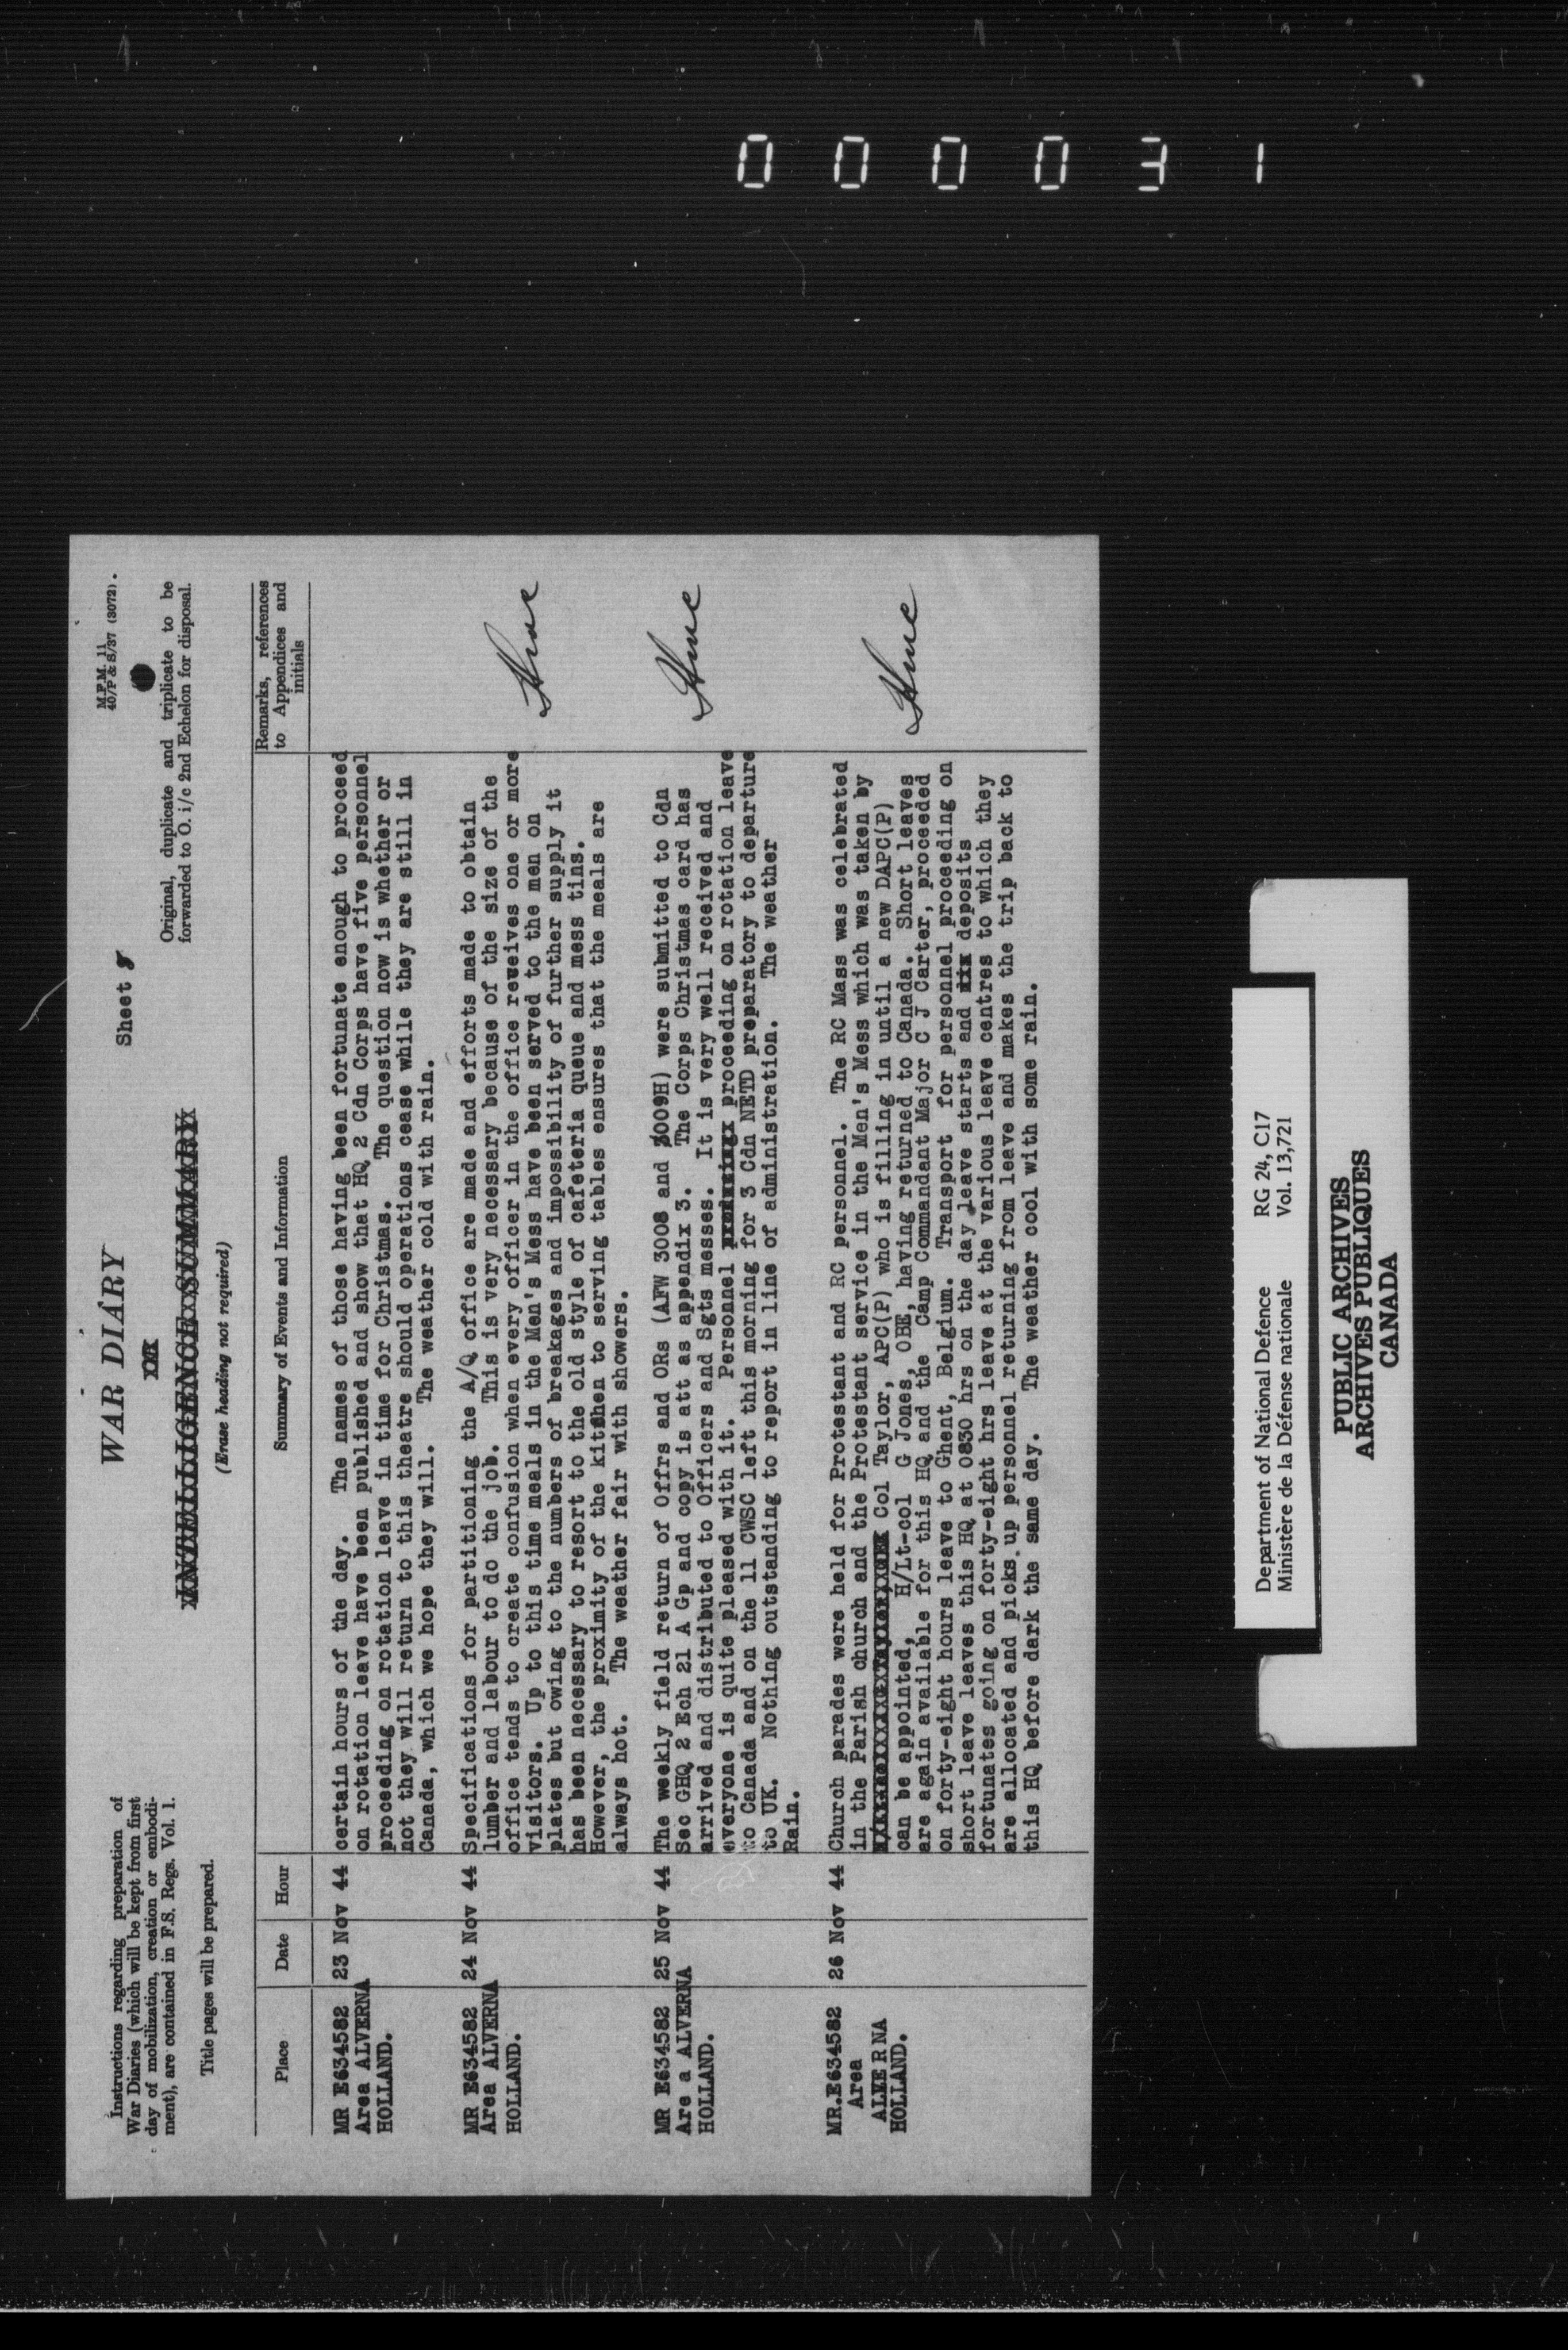 000031
Instructions regarding preparation of
War Diaries (which will be kept from first
day of mobilization, creation or embodi-
ment), are contained in F.S. Regs. Vol. 1.
Title pages will be prepared.
WAR DIARY
INTELLIGENCE SUMMARY
(Erase heading not required)
Sheet
M.F.M. 11
40/P & S/37 (3072).
Original, duplicate and triplicate to be
forwarded to O. i/c 2nd Echelon for disposal.
Place Date Hour Summary of Events and Information Remarks, references
to Appendices and
initials
MR E634582 23 Nov 44 certain hours of the day. The names of those having been fortunate enough to proceed
Area ALVERNA on rotation leave have been published and show that HQ 2 Cdn Corps have five personnel
HOLLAND. proceeding on rotation leave in time for Christmas. The question now is whether or
not they will return to this theatre should oprations cease while they are still in
Canada, which we hope they will. The weather cold with rain.
MR E634582 24 Nov 44 Specifications for partitioning the A/Q office are made and efforts made to obtain
Area ALVERNA lumber and labour to do the job. This is very necessary because of the size of the
HOLLAND. office tends to create confusion when every officer in the office receives one or more
visitors. Up to this time meals in the Men's Mess have been served to the men on
plates but owing to the numbers of breakages and impossibility of further supply it
has been necessary to resort to the old style of cafeteria queue and mess tins.
However, the proximity of the kitchen to serving tables ensures that the meals are
always hot. The weather fair with showers.
MR E634582 25 Nov 44 The weekly field return of Offrs and ORs (AFW 3008 and 3009H) were submitted to Cdn
Are a ALVERNA Sec GHQ 2 Ech 21 A Gp and copy is att as appendix 3. The Corps Christmas card has
HOLLAND. arrived and distributed to Officers and Sgts messes. It is very well received and
everyone is quite pleased with it. Personnel proceeding on rotation leave
to Canada and on the 11 CWSC left this morning for 3 Cdn NETD preparatory to departure
to UK. Nothing outstanding to report in line of administration. The weather
Rain.
MR.E634582 26 Nov 44 Church parades were held for Protestant and RC personnel. The RC Mass was celebrated
Area in the Parish church and the Protestant service in the Men's Mess which was taken by
ALVE R NA Col Taylor, APC(P) who is filling in until a new DAPC(P)
HOLLAND. can be appointed, H/Lt-col G Jones, OBE, having returned to Canada. Short leaves
are again available for this HQ and the Camp Commandant Major C J Carter, proceeded
on forty-eight hours leave to Ghent, Belgium. Transport for personnel proceeding on
short leave leaves this HQ at 0830 hrs on the day leave starts and deposits
fortunates going on forty-eight hrs leave at the various leave centres to which they
are allocated and picks up personnel returning from leave and makes the trip back to
this HQ before dark the same day. The weather cool with some rain.
Department of National Defence RG 24, C17
Ministère de la Défense nationale Vol. 13,721
PUBLIC ARCHIVES
ARCHIVES PUBLIQUES
CANADA